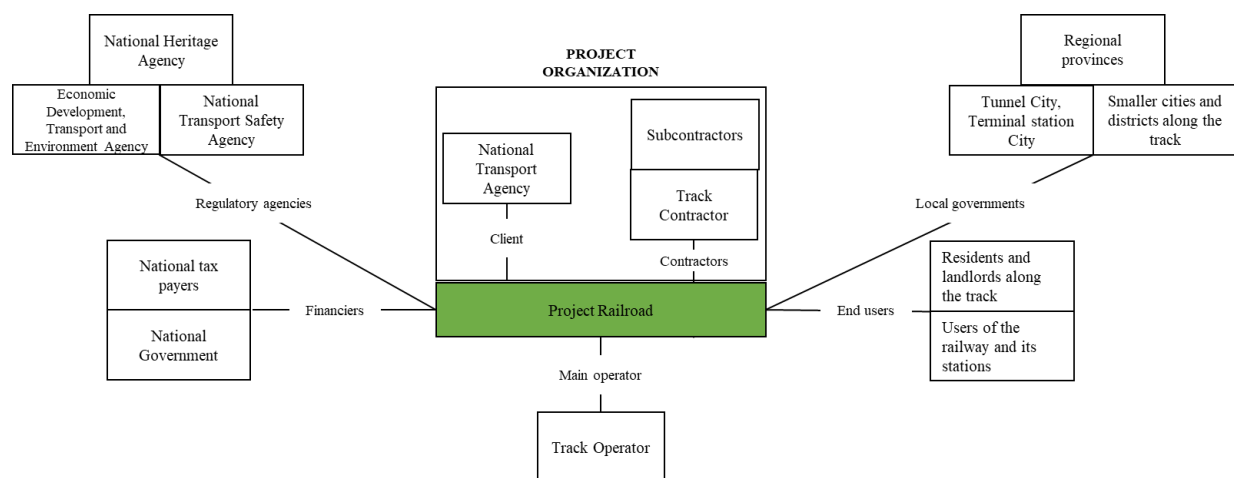 National Heritage
Agency
Economic
Development,
Transport and
Environment Agency
National
Transport Safety
Agency
Regulatory agencies
National tax
payers
National
Government
Financiers
PROJECT
ORGANIZATION
National
Transport
Agency
Client
Subcontractors
Track
Contractor
Contractors
Project Railroad
Main operator
Track Operator
Regional
provinces
Tunnel City,
Terminal station
City
Smaller cities and
districts along the
track
Local governments
End users
Residents and
landlords along
the track
Users of the
railway and its
stations